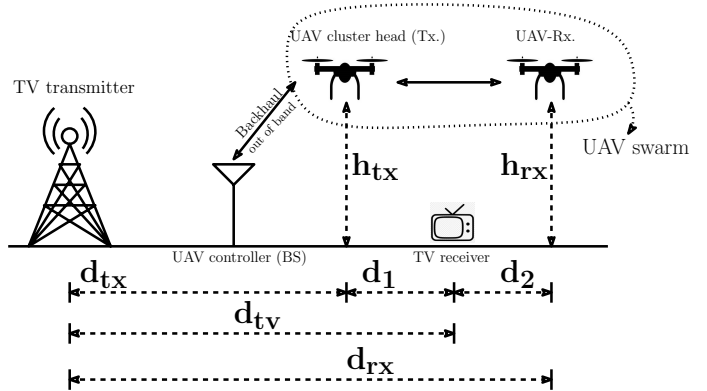 UAV cluster head (Tx.)
UAV-Rx.
TV transmitter
Backhaul
out of band
UAV swarm
h_tx
h_rx
UAV controller (BS)
TV receiver
d_tx
d_1
d_2
d_tv
d_rx